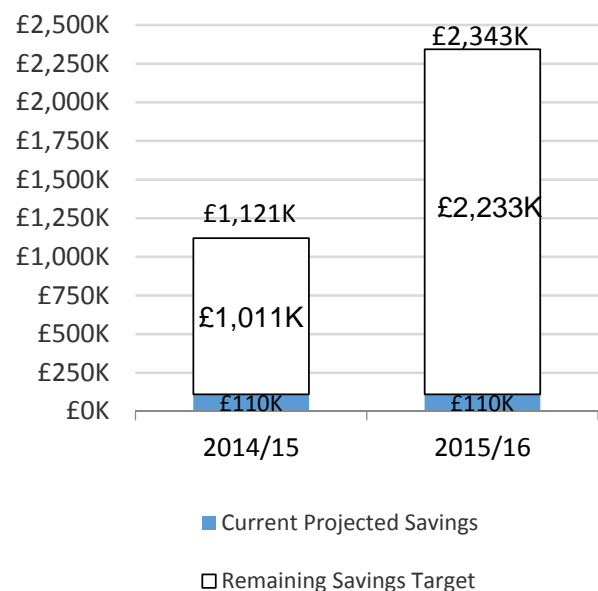 £2,500K
£2,250K
£2,000K
£1,750K
£1,500K
£1,250K
£1,000K
£750K
£500K
£250K
£0K
£2,343K
£2,233K
£1,121K
£1,011K
£110K
£110K
2014/15
2015/16
Current Projected Savings
Remaining Savings Target